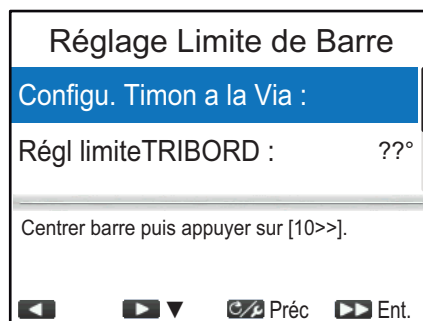 Réglage Limite de Barre
Configu. Timon a la Via :
Régl limiteTRIBORD : ??°
Centrer barre puis appuyer sur [10>>].
Préc Ent.